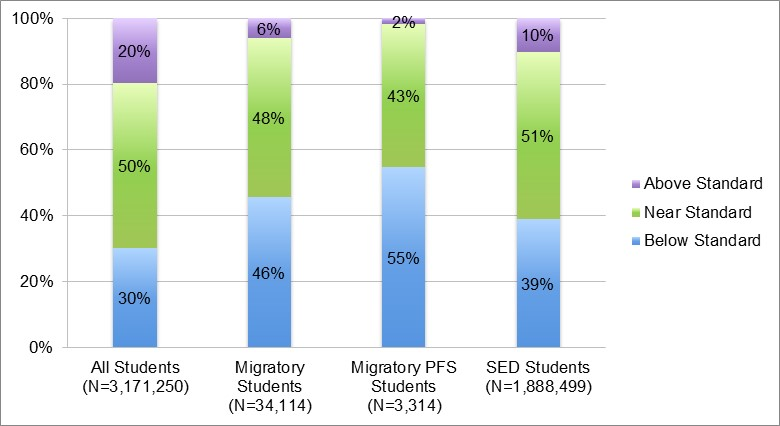 100%
80%
60%
40%
20%
0%
20%
50%
30%
6%
48%
46%
2%
43%
55%
10%
51%
39%
All Students
(N=3,171,250)
Migratory
Students
(N=34,114)
Migratory PFS
Students
(N=3,314)
SED Students
(N=1,888,499)
Above Standard
Near Standard
Below Standard